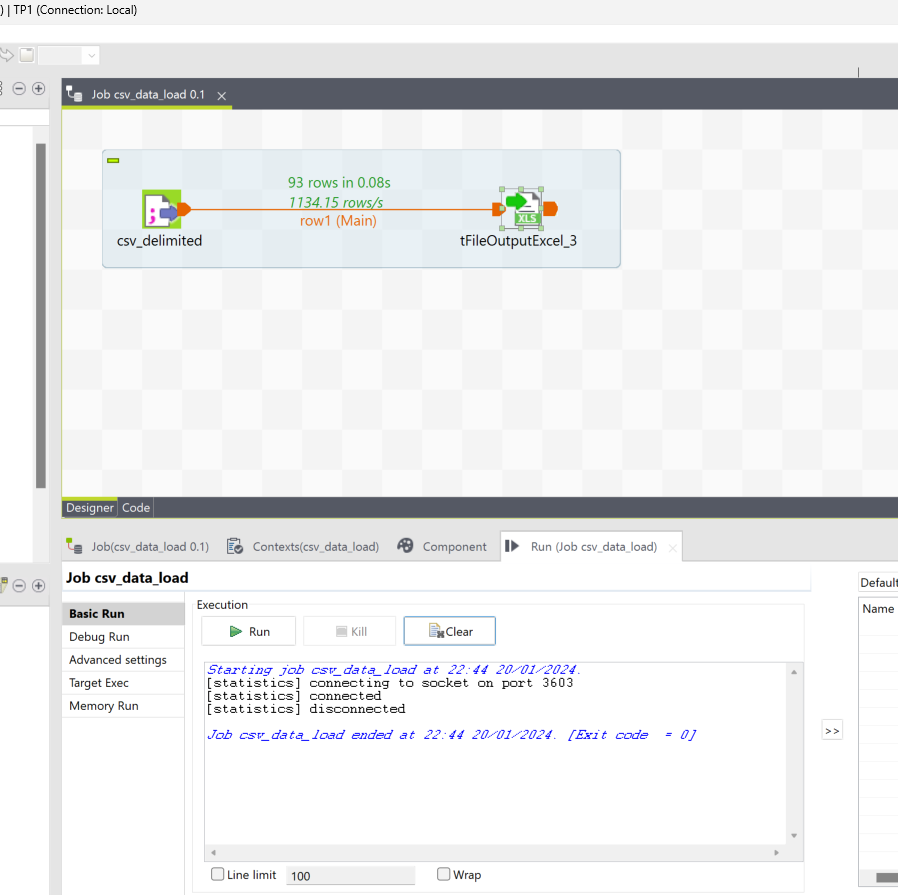 ) | TP1 (Connection: Local)
Job csv_data_load 0.1
93 rows in 0.08s
1134.15 rows/s
row1 (Main)
csv_delimited
XLS
tFileOutputExcel_3
Designer Code
Job(csv_data_load 0.1) Contexts(csv_data_load) Component Run (Job csv_data_load)
Job csv_data_load
Default
Basic Run
Debug Run
Advanced settings
Target Exec
Memory Run
Execution
Run Kill Clear
Starting job csv_data_load at 22:44 20/01/2024.
[statistics] connecting to socket on port 3603
[statistics] connected
[statistics] disconnected
Job csv_data_load ended at 22:44 20/01/2024. [Exit code  = 0]
>>
Name
Line limit 100 Wrap